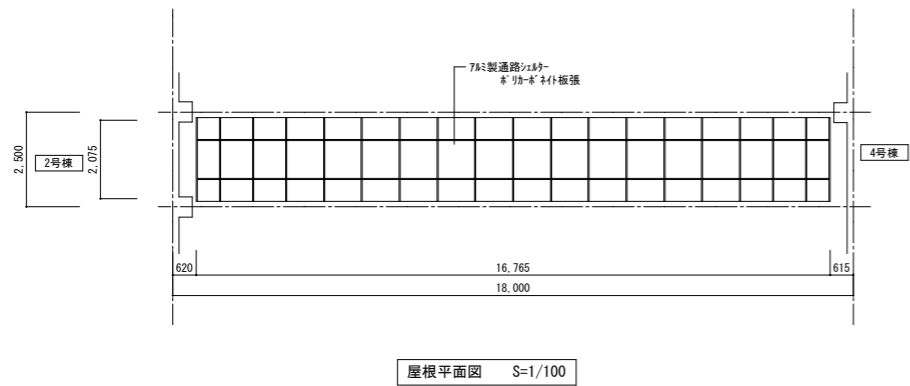 ｱﾙﾐ製通路ｼｪﾙﾀｰ
ﾎﾟﾘｶｰﾎﾞﾈｲﾄ板張
2,500
2号棟
2,075
4号棟
620
16,765
615
18,000
屋根平面図 S=1/100